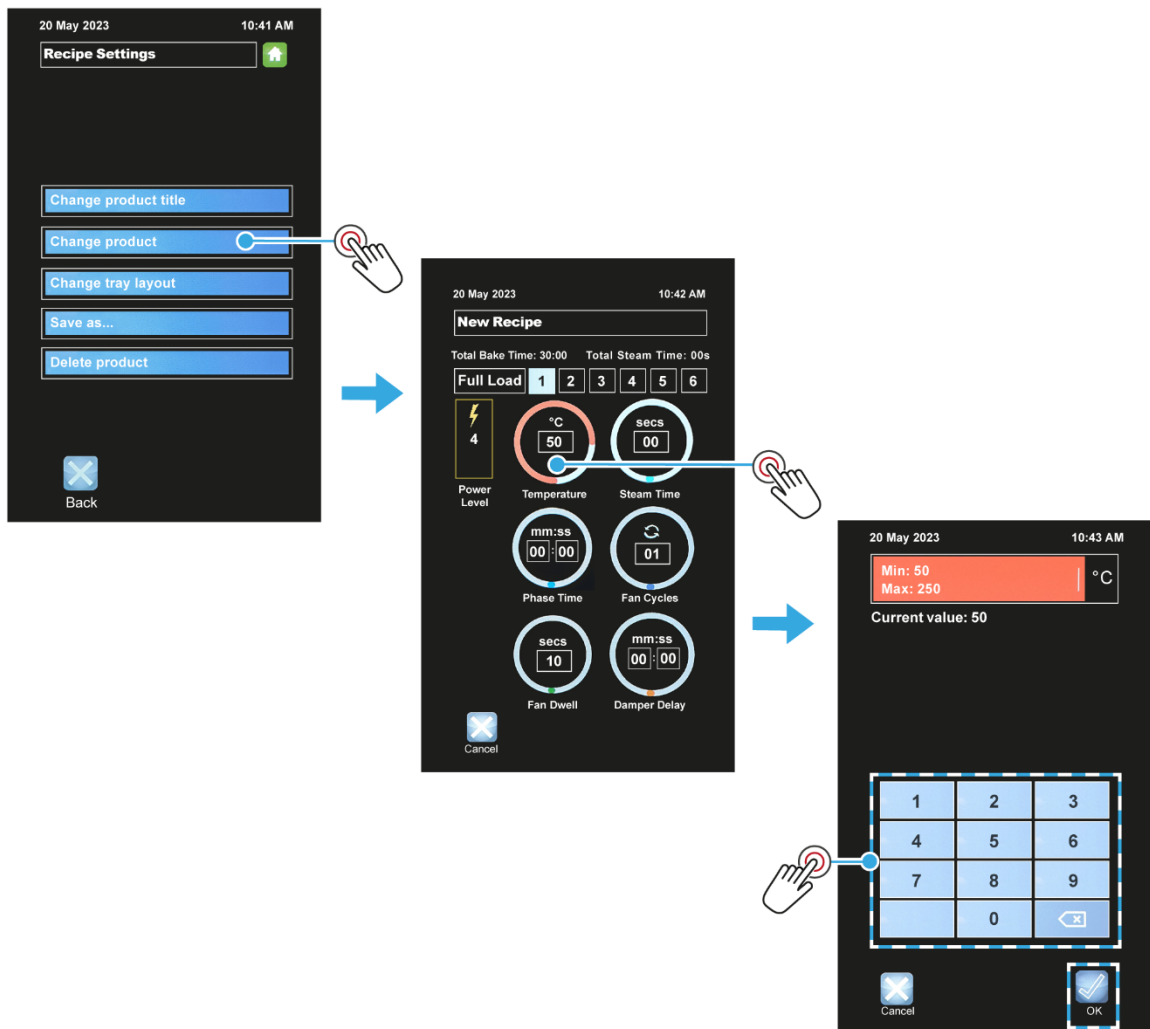 20 May 2023 10:41 AM
Recipe Settings
Change product title
Change product
Change tray layout
Save as...
Delete product
Back
20 May 2023 10:42 AM
New Recipe
Total Bake Time: 30:00 Total Steam Time: 00s
Full Load 1 2 3 4 5 6
4
Power
Level
°C
50
Temperature
secs
00
Steam Time
mm:ss
00:00
Phase Time
01
Fan Cycles
secs
10
Fan Dwell
mm:ss
00:00
Damper Delay
Cancel
20 May 2023 10:43 AM
Min: 50
Max: 250
°C
Current value: 50
1 2 3
4 5 6
7 8 9
0
Cancel
OK